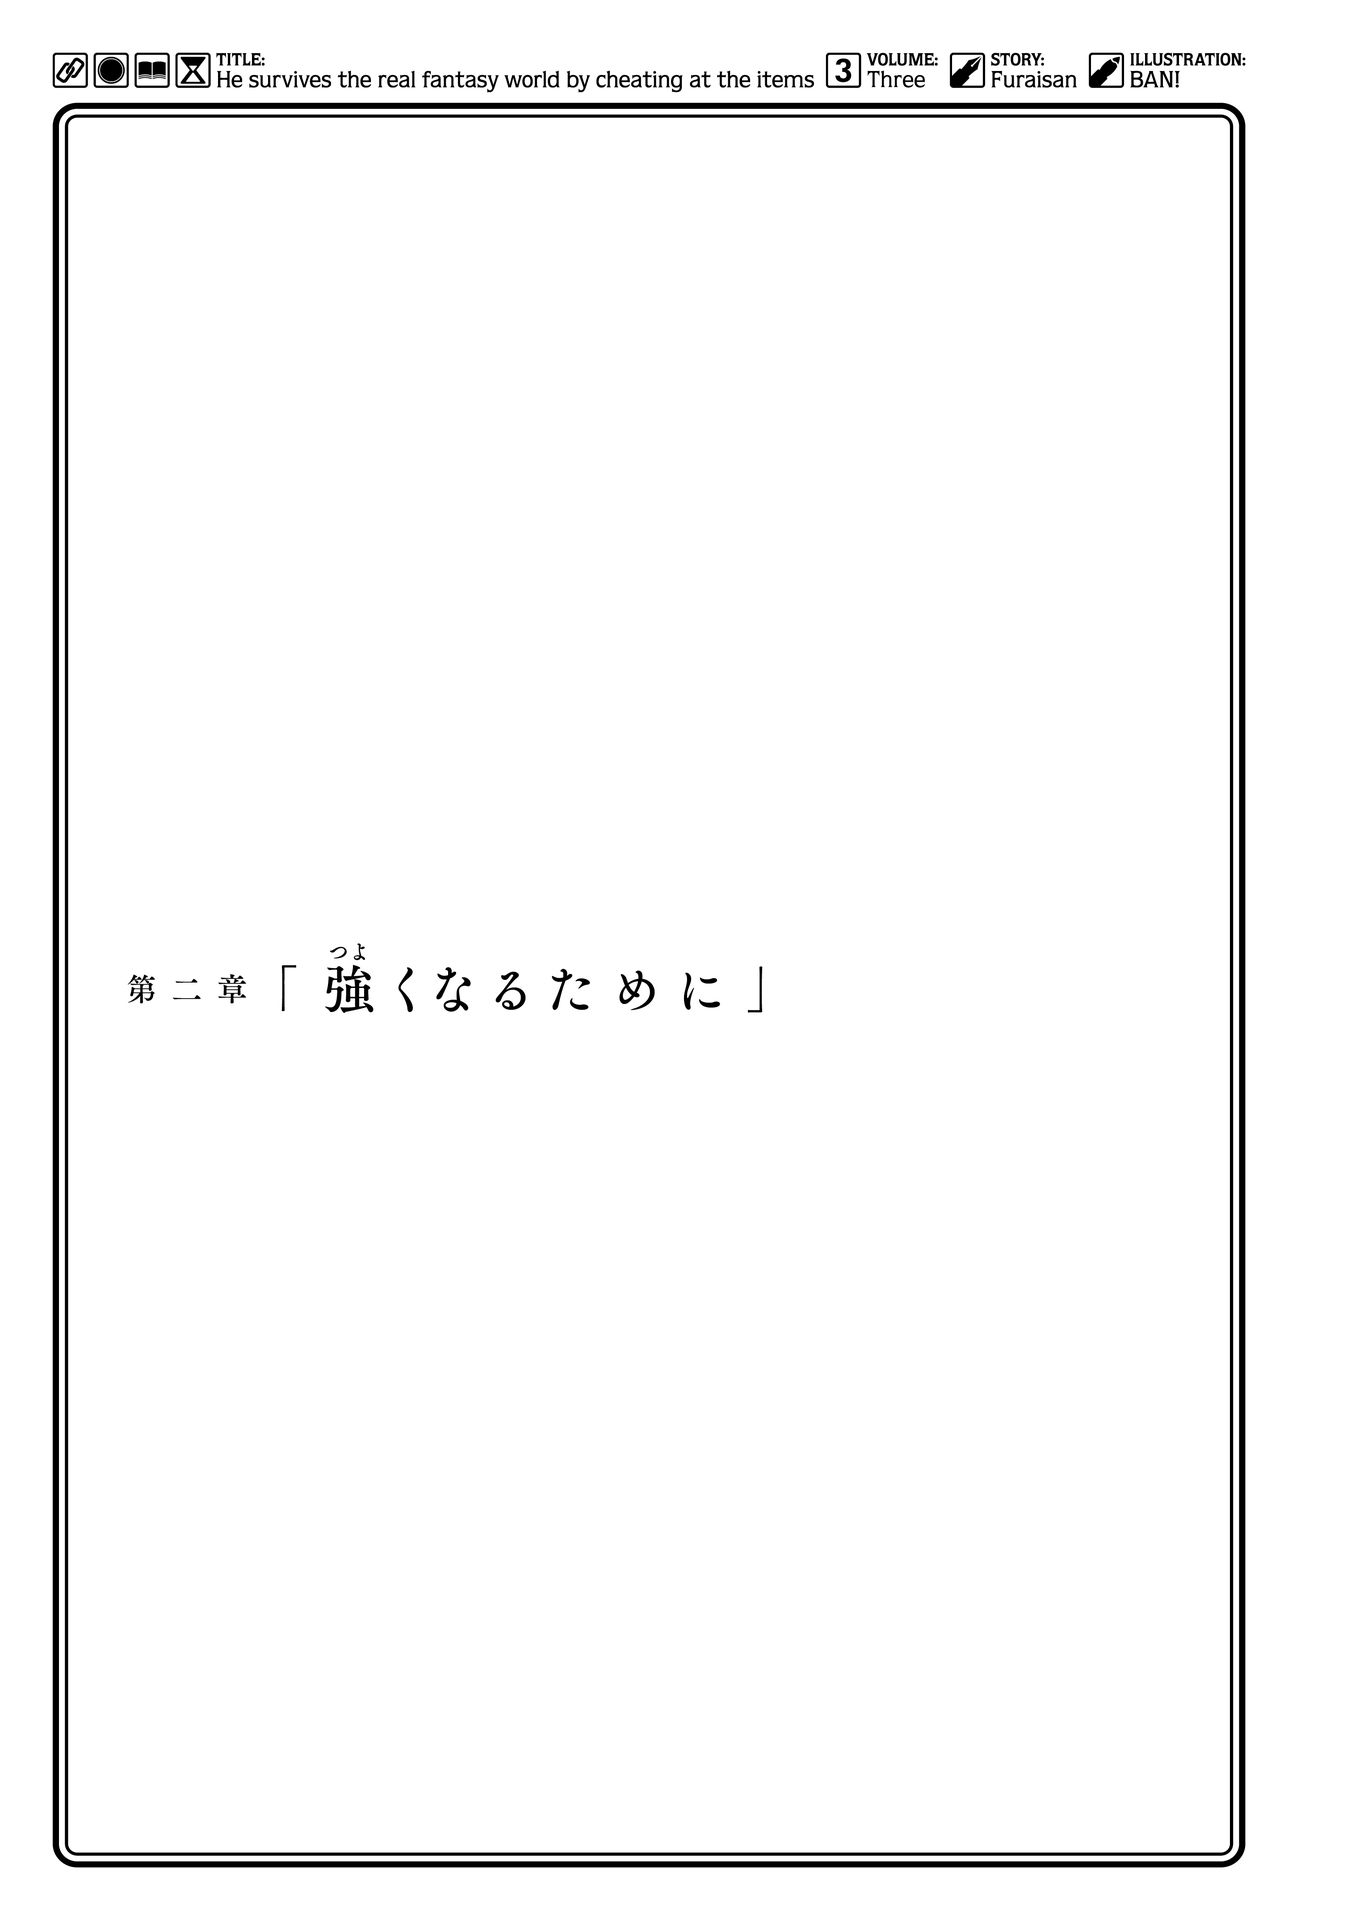 TITLE:
He survives the real fantasy world by cheating at the items
3
VOLUME:
Three
STORY:
Furaisan
ILLUSTRATION:
BAN!
つよ
第二章「強くなるために」